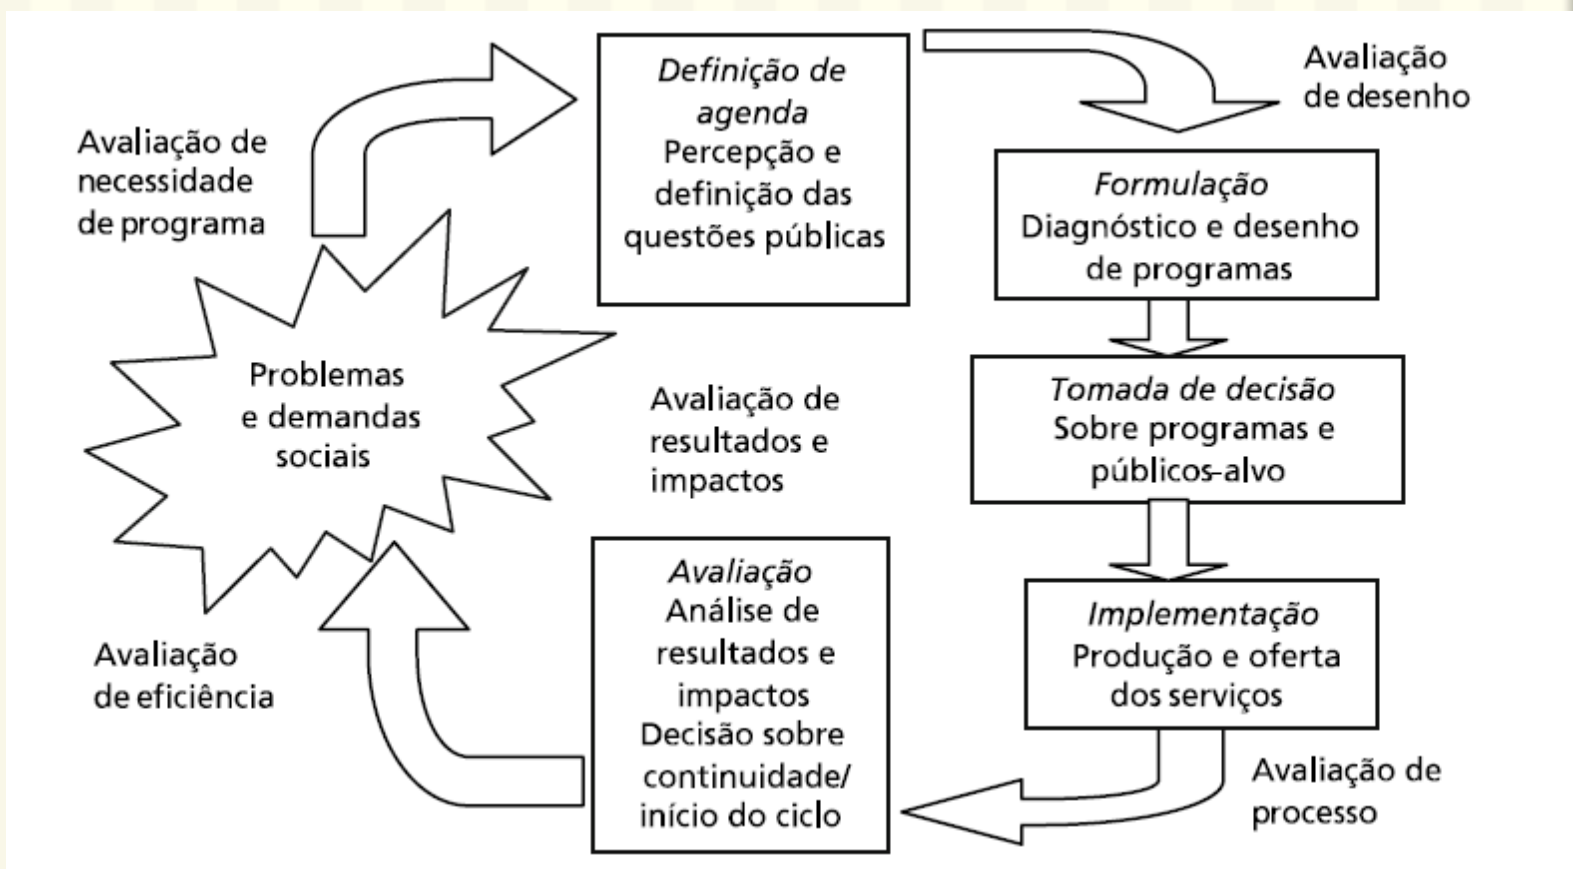 Avaliação de
necessidade
de programa
Definição de
agenda
Percepção e
definição das
questões públicas
Avaliação
de desenho
Formulação
Diagnóstico e desenho
de programas
Tomada de decisão
Sobre programas e
públicos-alvo
Implementação
Produção e oferta
dos serviços
Avaliação de
processo
Avaliação de
resultados e
impactos
Avaliação
Análise de
resultados e
impactos
Decisão sobre
continuidade/
início do ciclo
Avaliação
de eficiência
Problemas
e demandas
sociais